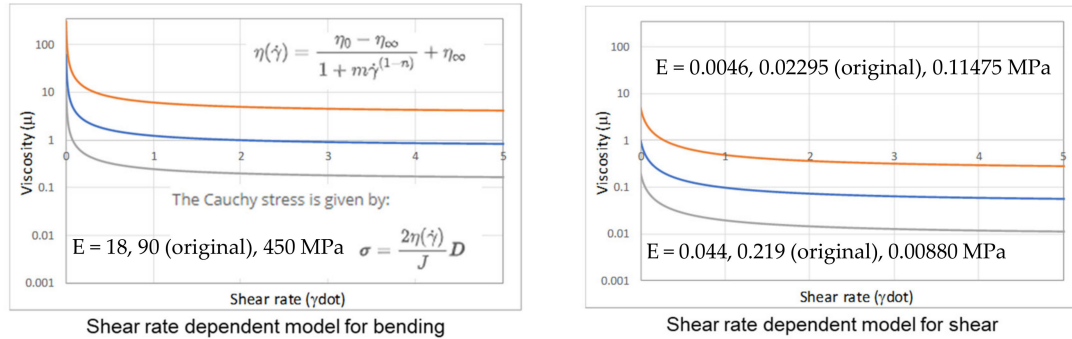 100
10
1
0.1
0.01
0.001
0
1
2
3
4
5
Viscosity (μ)
η(γ̇) = η₀ − η∞ / 1 + mγ̇^(1−n) + η∞
The Cauchy stress is given by:
E = 18, 90 (original), 450 MPa
σ = 2η(γ̇) / J D
Shear rate (γdot)
Shear rate dependent model for bending
100
10
1
0.1
0.01
0.001
0
1
2
3
4
5
Viscosity (μ)
E = 0.0046, 0.02295 (original), 0.11475 MPa
E = 0.044, 0.219 (original), 0.00880 MPa
Shear rate (γdot)
Shear rate dependent model for shear